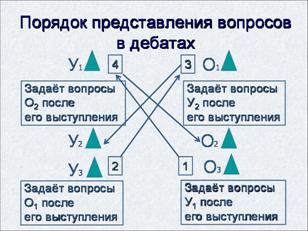 Порядок представления вопросов
в дебатах
У1 4 3 О1
Задаёт вопросы
О2 после
его выступления
Задаёт вопросы
У2 после
его выступления
У2 О2
У3 2 1 О3
Задаёт вопросы
О1 после
его выступления
Задаёт вопросы
У1 после
его выступления